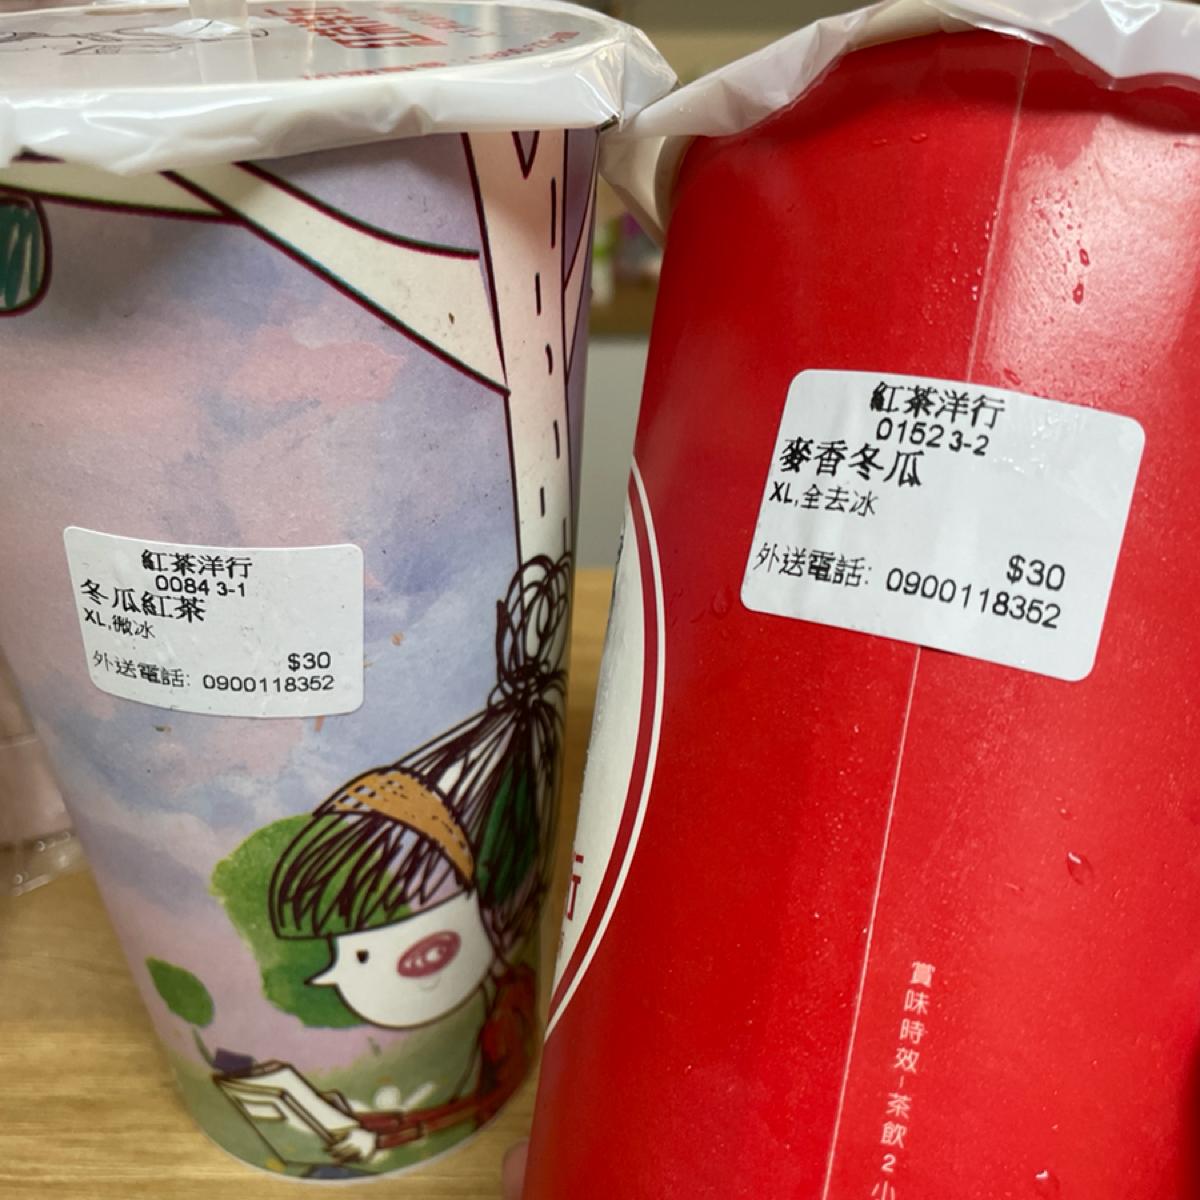 紅茶洋行
0084 3-1
冬瓜紅茶
XL,微冰
$30
外送電話: 0900118352
紅茶洋行
0152 3-2
麥香冬瓜
XL,全去冰
$30
外送電話: 0900118352
行
賞味時效-茶飲2小